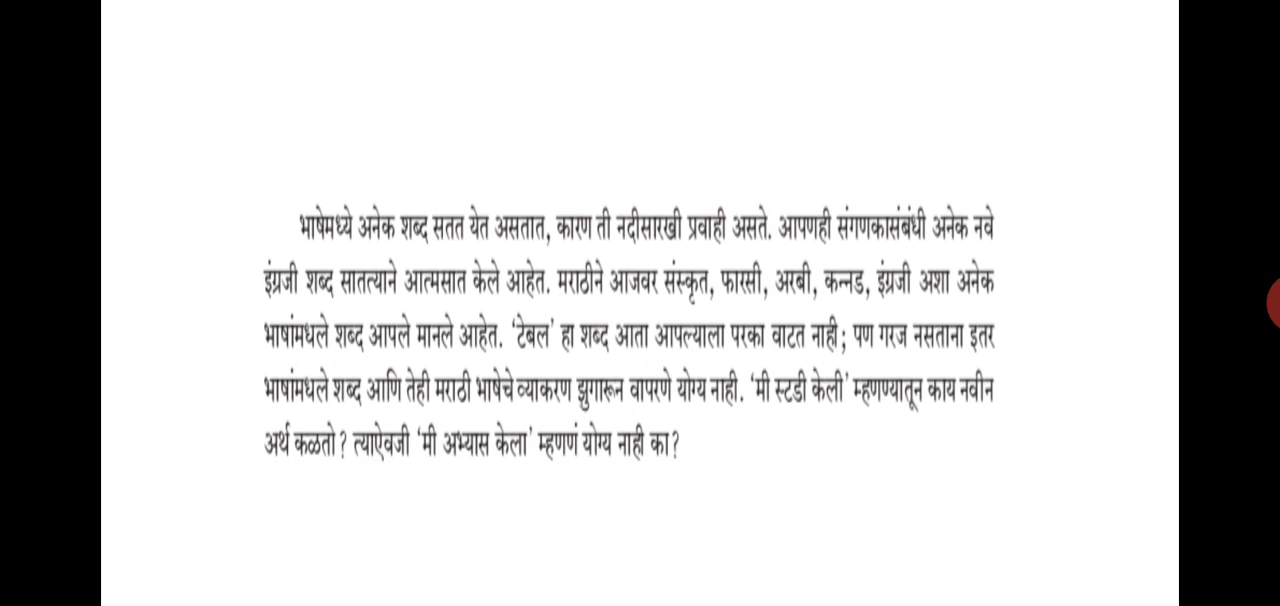 भाषेमध्ये अनेक शब्द सतत येत असतात, कारण ती नदीसारखी प्रवाही असते. आपणही संगणकासंबंधी अनेक नवे
इंग्रजी शब्द सातत्याने आत्मसात केले आहेत. मराठीने आजवर संस्कृत, फारसी, अरबी, कन्नड, इंग्रजी अशा अनेक
भाषांमधले शब्द आपले मानले आहेत. ‘टेबल’ हा शब्द आता आपल्याला परका वाटत नाही; पण गरज नसताना इतर
भाषांमधले शब्द आणि तेही मराठी भाषेचे व्याकरण झुगारून वापरणे योग्य नाही. ‘मी स्टडी केली’ म्हणण्यातून काय नवीन
अर्थ कळतो? त्याऐवजी ‘मी अभ्यास केला’ म्हणणं योग्य नाही का?